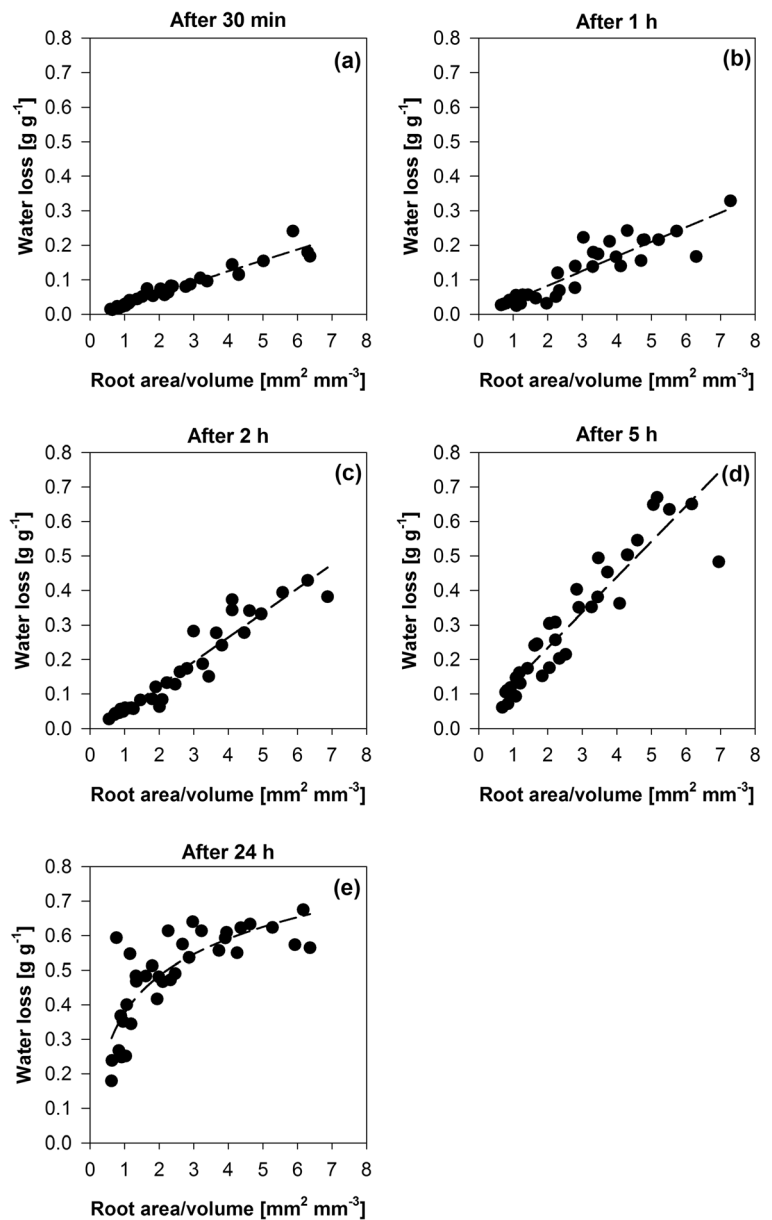 After 30 min
(a)
0.8
0.7
0.6
0.5
0.4
0.3
0.2
0.1
0.0
Water loss [g g⁻¹]
0 1 2 3 4 5 6 7 8
Root area/volume [mm² mm⁻³]
After 1 h
(b)
0.8
0.7
0.6
0.5
0.4
0.3
0.2
0.1
0.0
Water loss [g g⁻¹]
0 1 2 3 4 5 6 7 8
Root area/volume [mm² mm⁻³]
After 2 h
(c)
0.8
0.7
0.6
0.5
0.4
0.3
0.2
0.1
0.0
Water loss [g g⁻¹]
0 1 2 3 4 5 6 7 8
Root area/volume [mm² mm⁻³]
After 5 h
(d)
0.8
0.7
0.6
0.5
0.4
0.3
0.2
0.1
0.0
Water loss [g g⁻¹]
0 1 2 3 4 5 6 7 8
Root area/volume [mm² mm⁻³]
After 24 h
(e)
0.8
0.7
0.6
0.5
0.4
0.3
0.2
0.1
0.0
Water loss [g g⁻¹]
0 1 2 3 4 5 6 7 8
Root area/volume [mm² mm⁻³]